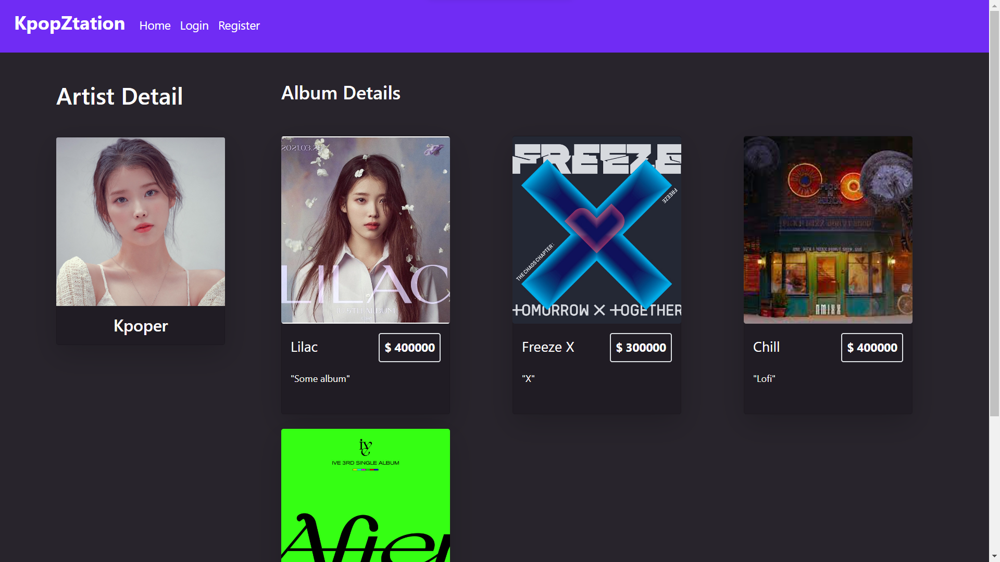 KpopZtation
Home Login Register
Artist Detail
Kpoper
Album Details
2021.03.25
LILAC
IU 5TH ALBUM
Lilac
$ 400000
"Some album"
FREEZE
FREEZE
THE CHAOS CHAPTER:
TOMORROW X TOGETHER
Freeze X
$ 300000
"X"
NMIXX
Chill
$ 400000
"Lofi"
ive
IVE 3RD SINGLE ALBUM
After